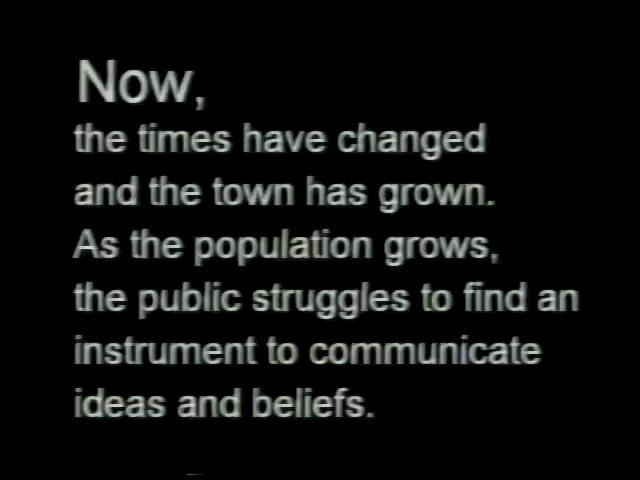 Now,
the times have changed
and the town has grown.
As the population grows,
the public struggles to find an
instrument to communicate
ideas and beliefs.